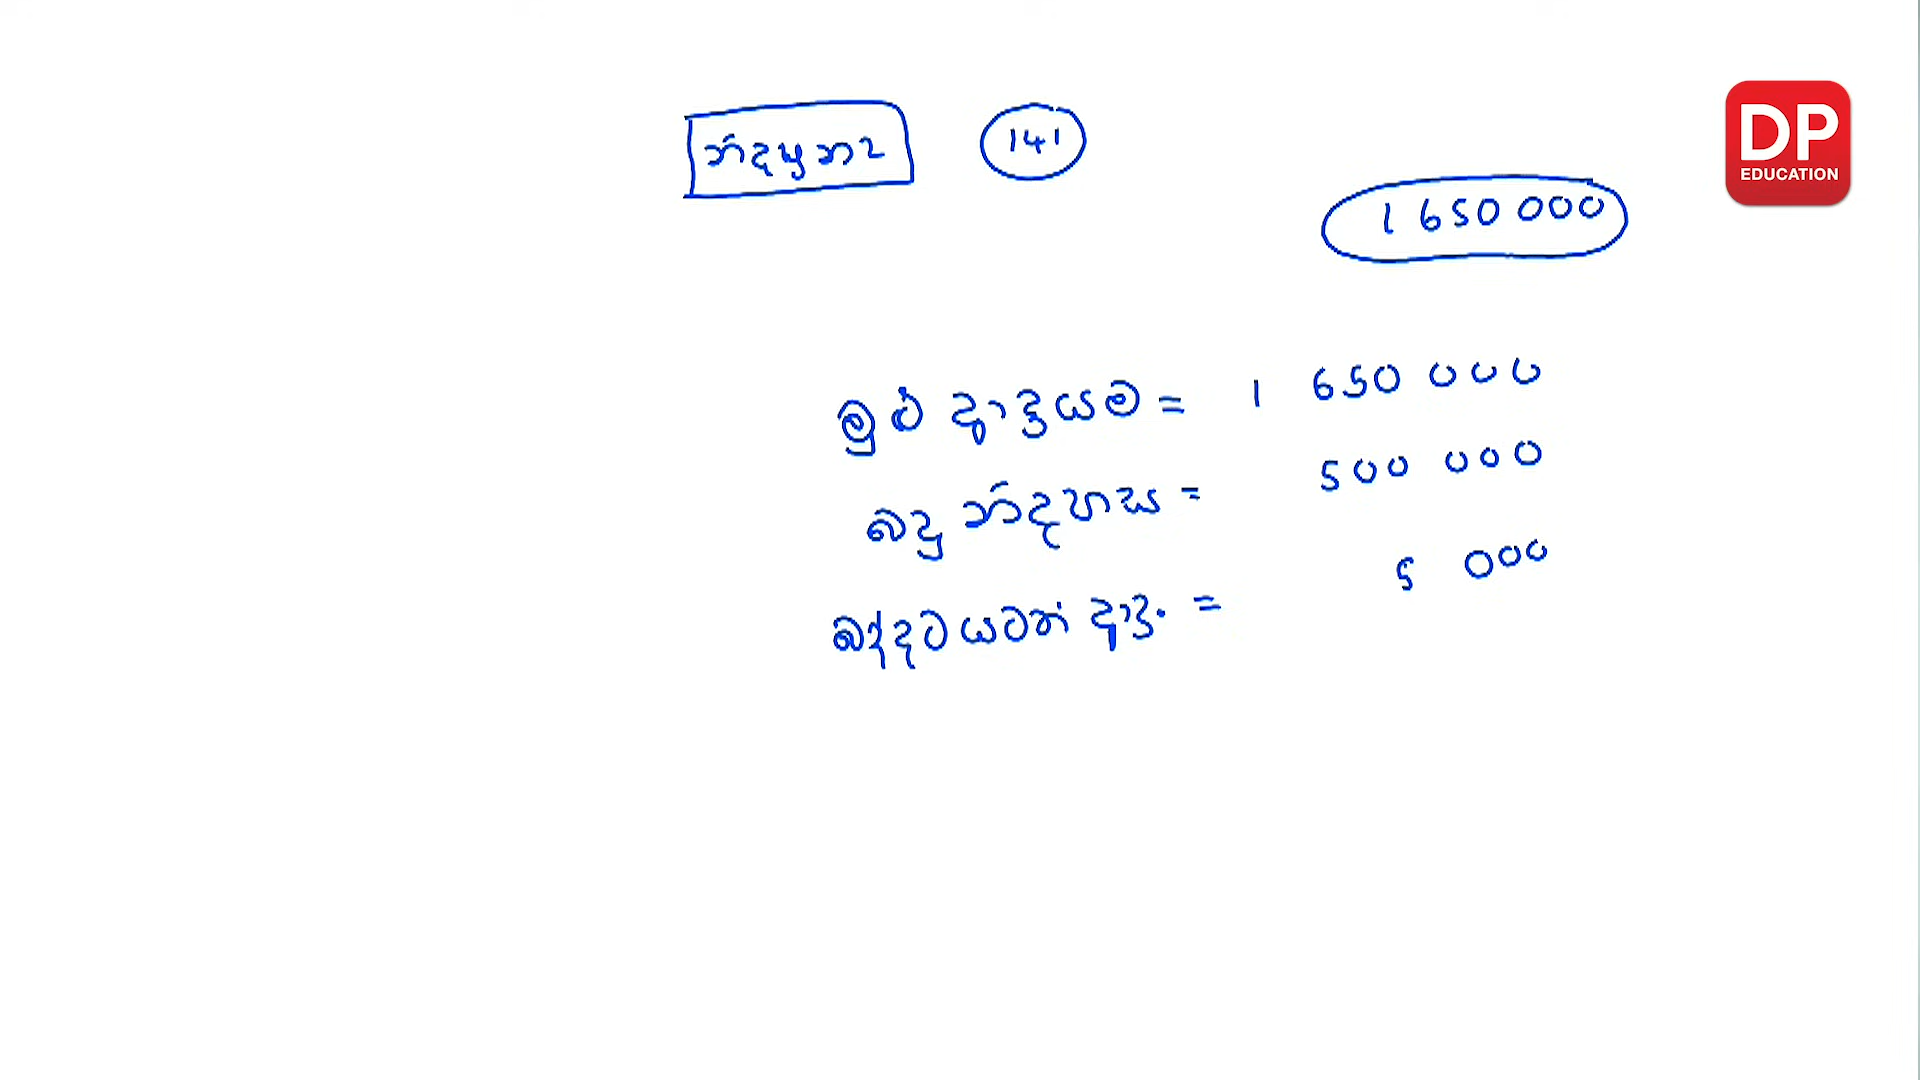 නිදසුන 2 141
DP
EDUCATION
1 650 000
මුළු ආදායම = 1 650 000
බදු නිදහස = 500 000
බද්දට යටත් ආදා. = 5 000